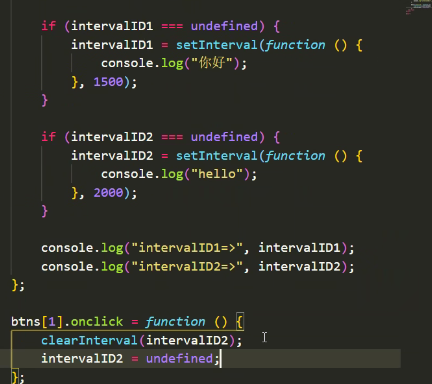 if (intervalID1 === undefined) {
intervalID1 = setInterval(function () {
console.log("你好");
}, 1500);
}
if (intervalID2 === undefined) {
intervalID2 = setInterval(function () {
console.log("hello");
}, 2000);
}
console.log("intervalID1=>", intervalID1);
console.log("intervalID2=>", intervalID2);
};
btns[1].onclick = function () {
clearInterval(intervalID2);
intervalID2 = undefined;
};